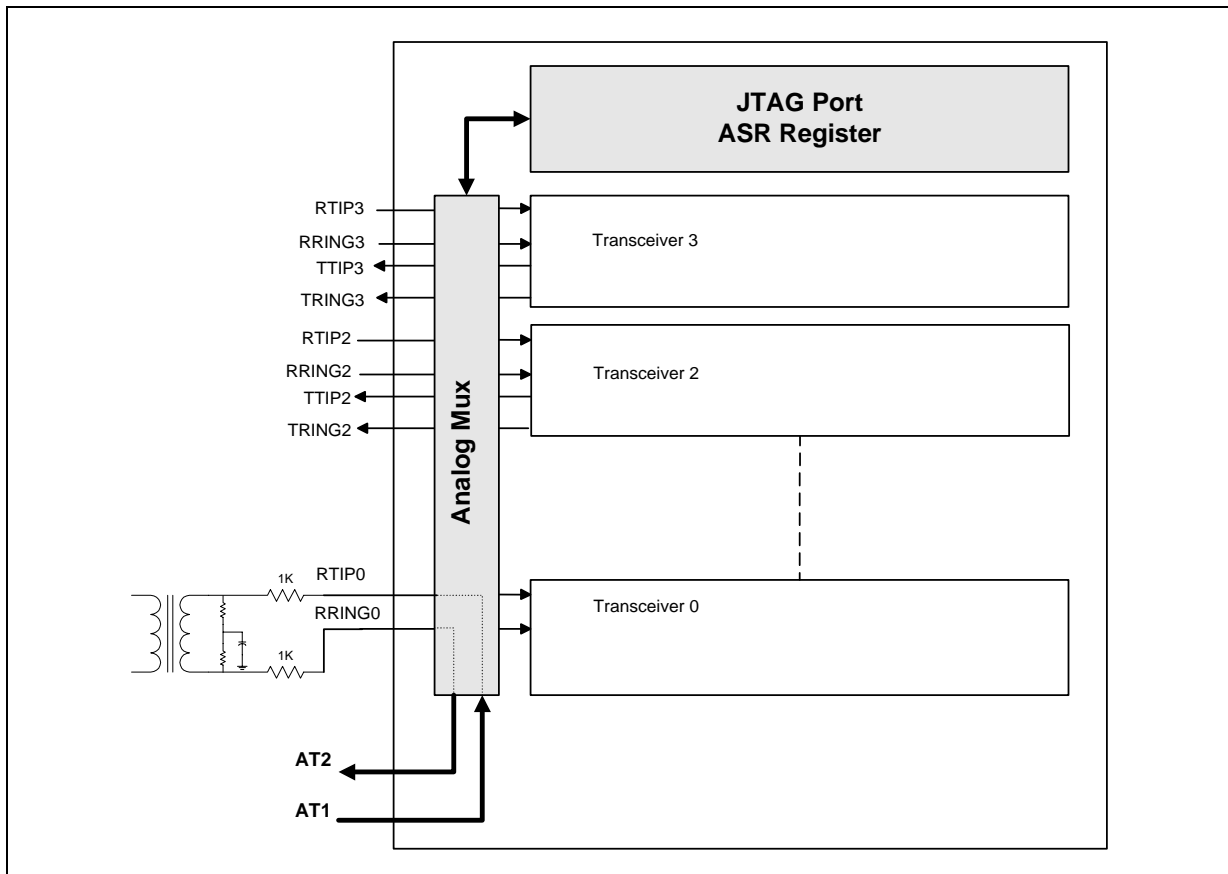 JTAG Port
ASR Register
RTIP3
RRING3
TTIP3
TRING3
Transceiver 3
RTIP2
RRING2
TTIP2
TRING2
Transceiver 2
Analog Mux
1K
RTIP0
RRING0
1K
Transceiver 0
AT2
AT1